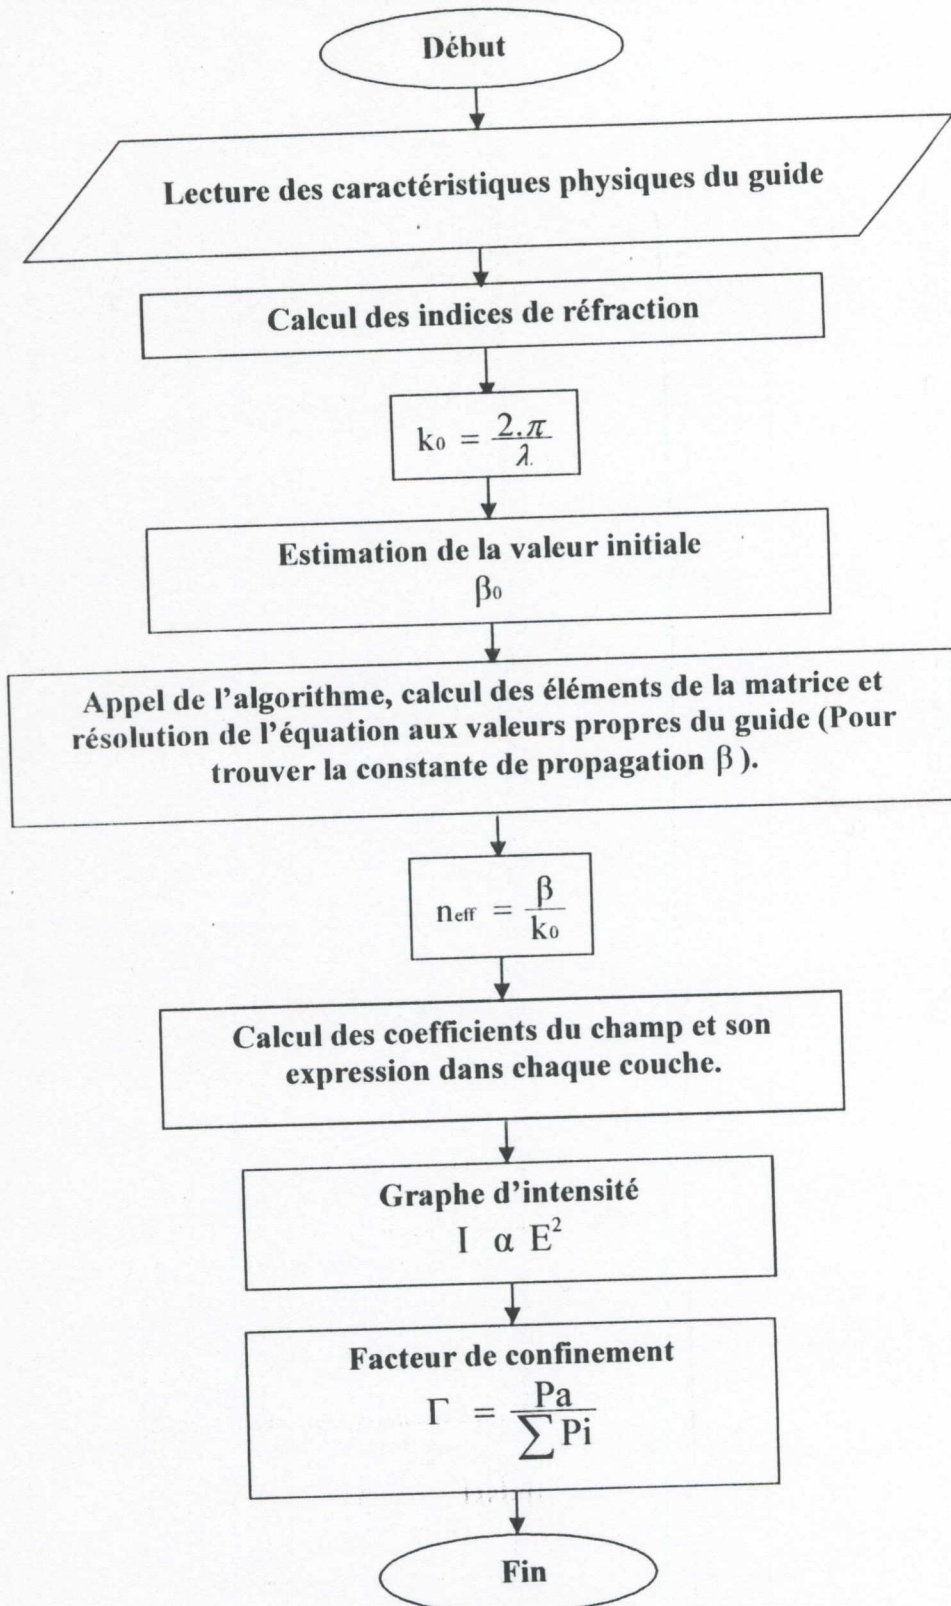 Début
Lecture des caractéristiques physiques du guide
Calcul des indices de réfraction
k₀ = 2.π / λ
Estimation de la valeur initiale
β₀
Appel de l’algorithme, calcul des éléments de la matrice et
résolution de l’équation aux valeurs propres du guide (Pour
trouver la constante de propagation β ).
n_eff = β / k₀
Calcul des coefficients du champ et son
expression dans chaque couche.
Graphe d’intensité
I α E²
Facteur de confinement
Γ = Pa / ∑ Pi
Fin